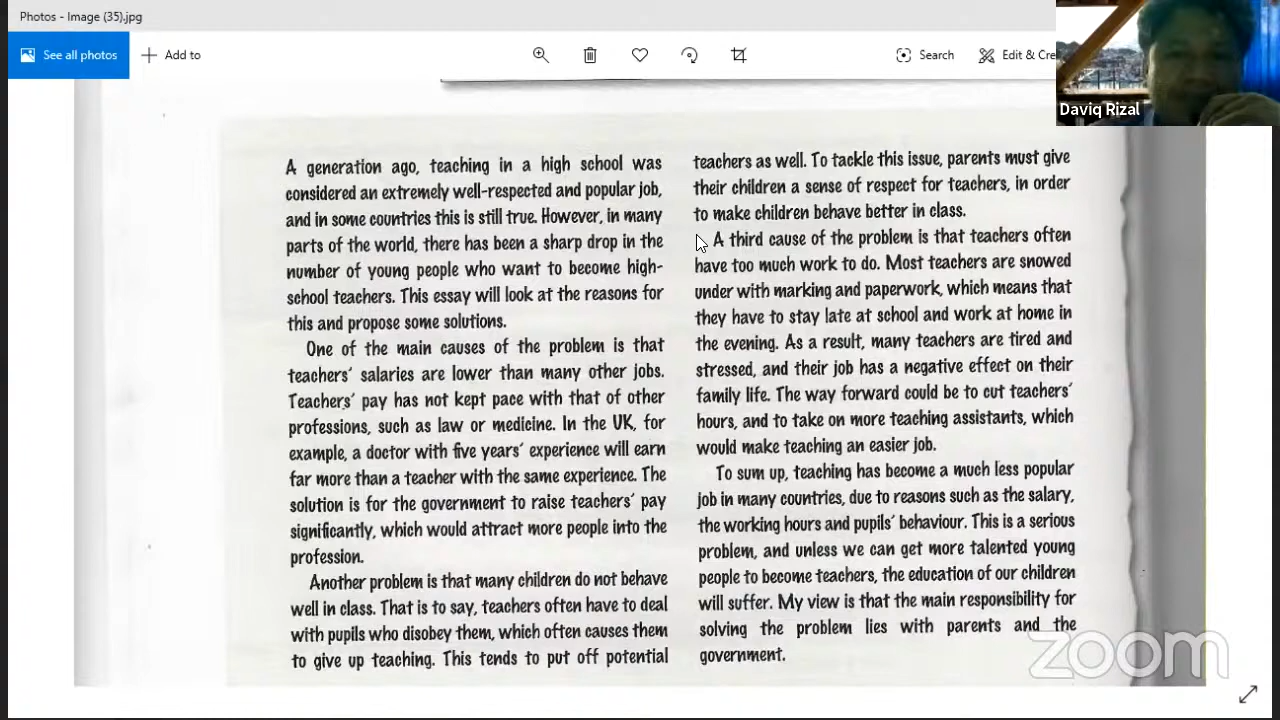 Photos - Image (35).jpg
See all photos
Add to
Search
Edit & Cre
Daviq Rizal
A generation ago, teaching in a high school was
considered an extremely well-respected and popular job,
and in some countries this is still true. However, in many
parts of the world, there has been a sharp drop in the
number of young people who want to become high-
school teachers. This essay will look at the reasons for
this and propose some solutions.
One of the main causes of the problem is that
teachers' salaries are lower than many other jobs.
Teachers' pay has not kept pace with that of other
professions, such as law or medicine. In the UK, for
example, a doctor with five years' experience will earn
far more than a teacher with the same experience. The
solution is for the government to raise teachers' pay
significantly, which would attract more people into the
profession.
Another problem is that many children do not behave
well in class. That is to say, teachers often have to deal
with pupils who disobey them, which often causes them
to give up teaching. This tends to put off potential
teachers as well. To tackle this issue, parents must give
their children a sense of respect for teachers, in order
to make children behave better in class.
A third cause of the problem is that teachers often
have too much work to do. Most teachers are snowed
under with marking and paperwork, which means that
they have to stay late at school and work at home in
the evening. As a result, many teachers are tired and
stressed, and their job has a negative effect on their
family life. The way forward could be to cut teachers'
hours, and to take on more teaching assistants, which
would make teaching an easier job.
To sum up, teaching has become a much less popular
job in many countries, due to reasons such as the salary,
the working hours and pupils' behaviour. This is a serious
problem, and unless we can get more talented young
people to become teachers, the education of our children
will suffer. My view is that the main responsibility for
solving the problem lies with parents and the
government.
zoom